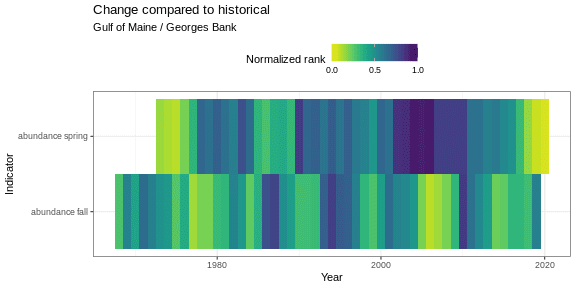 Change compared to historical
Gulf of Maine / Georges Bank
Normalized rank
0.0 0.5 1.0
Indicator
abundance spring
abundance fall
1980 2000 2020
Year